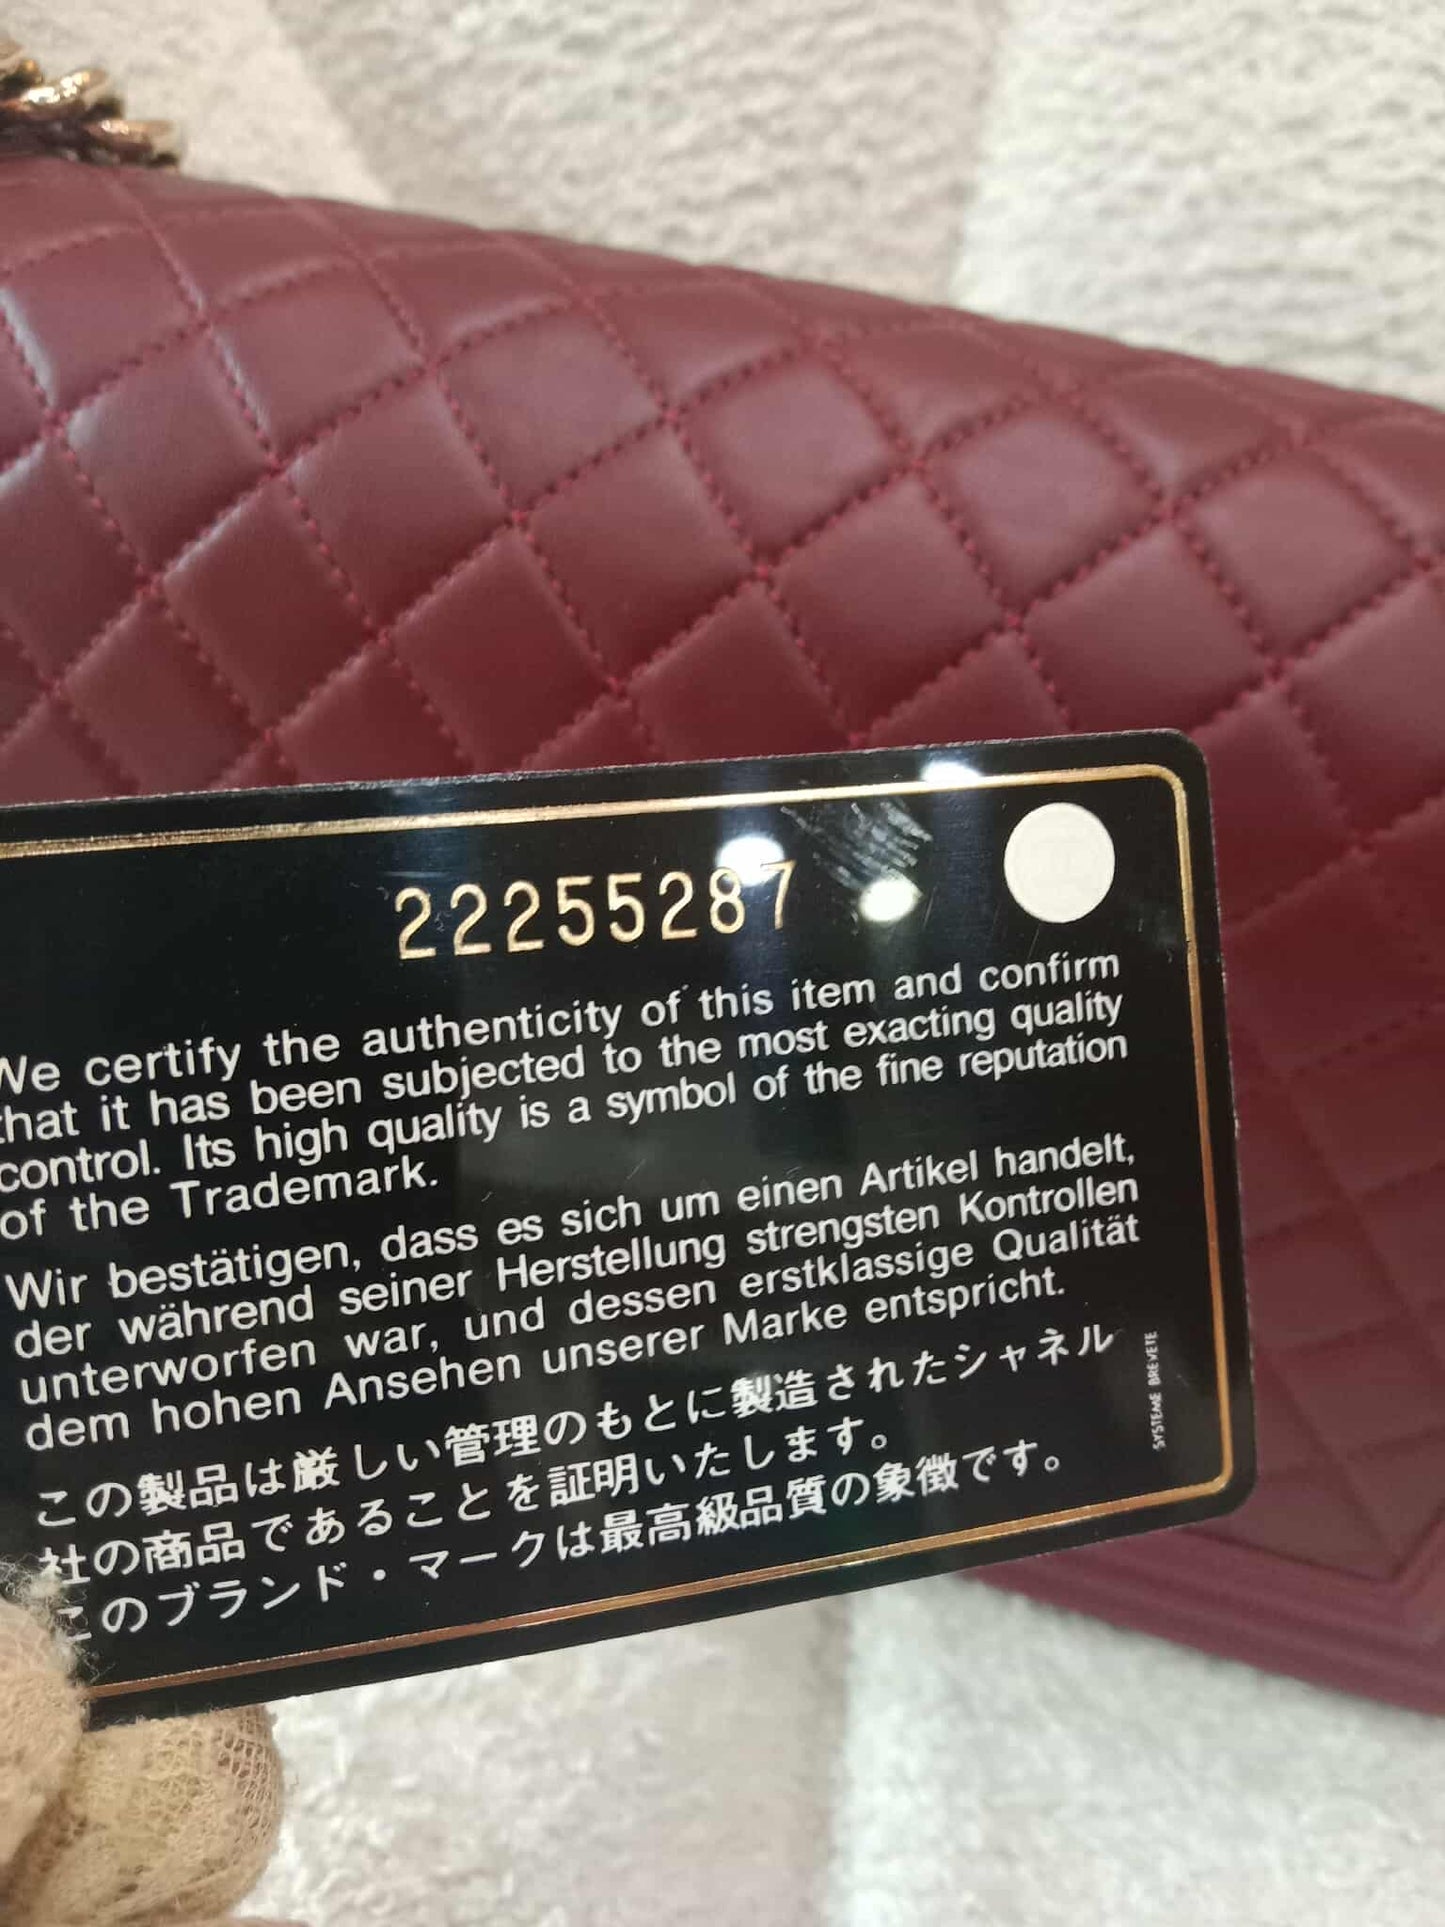 22255287
We certify the authenticity of this item and confirm
that it has been subjected to the most exacting quality
control. Its high quality is a symbol of the fine reputation
of the Trademark.
Wir bestätigen, dass es sich um einen Artikel handelt,
der während seiner Herstellung strengsten Kontrollen
unterworfen war, und dessen erstklassige Qualität
dem hohen Ansehen unserer Marke entspricht.
この製品は厳しい管理のもとに製造されたシャネル
社の商品であることを証明いたします。
このブランド・マークは最高級品質の象徴です。
SYSTEME BREVETE